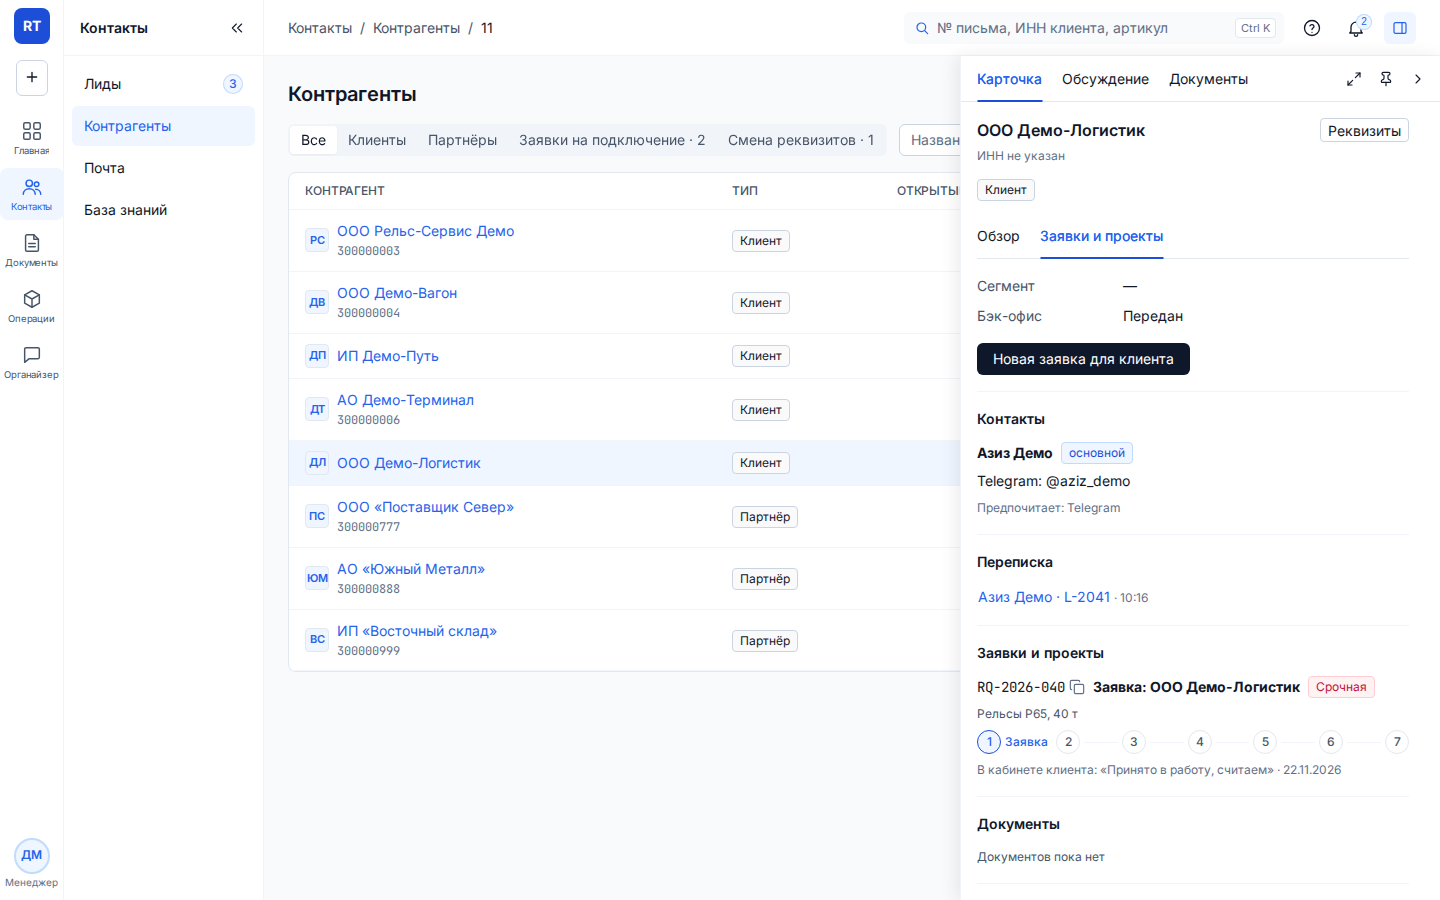 RT
Контакты
Контакты / Контрагенты / 11
№ письма, ИНН клиента, артикул
Ctrl K
2
Главная
Контакты
Документы
Операции
Органайзер
ДМ
Менеджер
Лиды
3
Контрагенты
Почта
База знаний
Контрагенты
Все
Клиенты
Партнёры
Заявки на подключение · 2
Смена реквизитов · 1
Назван
КОНТРАГЕНТ ТИП ОТКРЫТЫ
РС ООО Рельс-Сервис Демо Клиент
300000003
ДВ ООО Демо-Вагон Клиент
300000004
ДП ИП Демо-Путь Клиент
ДТ АО Демо-Терминал Клиент
300000006
ДЛ ООО Демо-Логистик Клиент
ПС ООО «Поставщик Север» Партнёр
300000777
ЮМ АО «Южный Металл» Партнёр
300000888
ВС ИП «Восточный склад» Партнёр
300000999
Карточка Обсуждение Документы
ООО Демо-Логистик
Реквизиты
ИНН не указан
Клиент
Обзор Заявки и проекты
Сегмент —
Бэк-офис Передан
Новая заявка для клиента
Контакты
Азиз Демо основной
Telegram: @aziz_demo
Предпочитает: Telegram
Переписка
Азиз Демо · L-2041 · 10:16
Заявки и проекты
RQ-2026-040 Заявка: ООО Демо-Логистик Срочная
Рельсы Р65, 40 т
1 Заявка 2 3 4 5 6 7
В кабинете клиента: «Принято в работу, считаем» · 22.11.2026
Документы
Документов пока нет